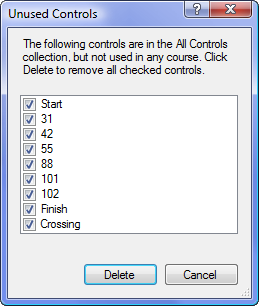 Unused Controls
The following controls are in the All Controls
collection, but not used in any course. Click
Delete to remove all checked controls.
Start
31
42
55
88
101
102
Finish
Crossing
Delete
Cancel